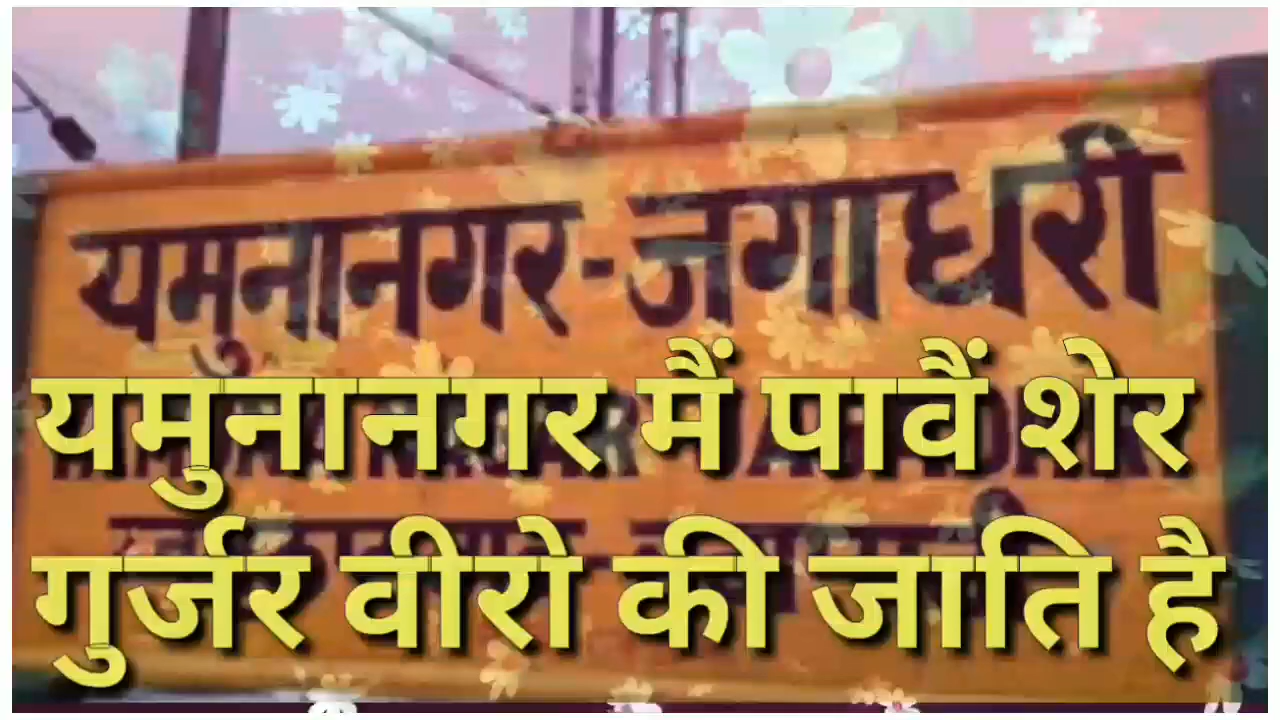 यमुनानगर-जगाधरी
यमुनानगर मैं पावैं शेर
गुर्जर वीरो की जाति है